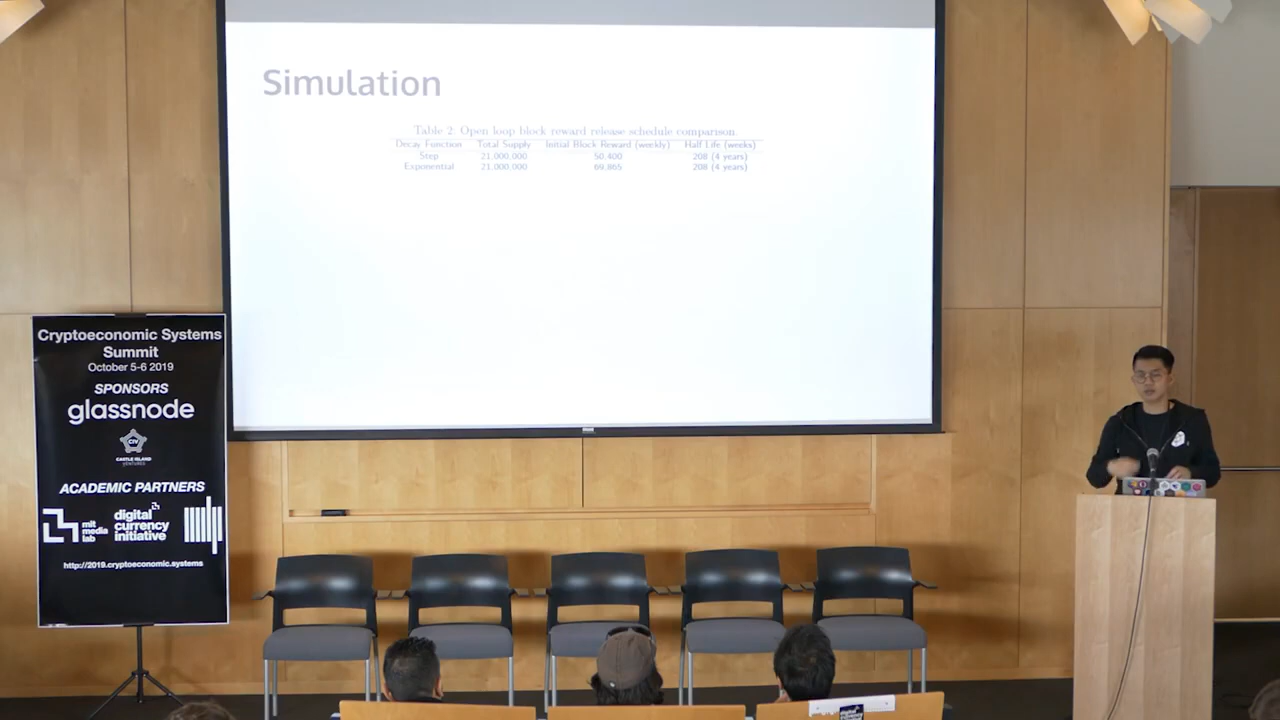 Simulation
Table 2. Open loop block reward release schedule comparison.
Decay Function Total Supply Initial Block Reward (weekly) Half Life (weeks)
Step 21,000,000 50,400 208 (4 years)
Exponential 21,000,000 69,865 208 (4 years)
Cryptoeconomic Systems
Summit
October 5-6 2019
SPONSORS
glassnode
CIV
CASTLE ISLAND
VENTURES
ACADEMIC PARTNERS
mit
media
lab
digital
currency
initiative
http://2019.cryptoeconomic.systems